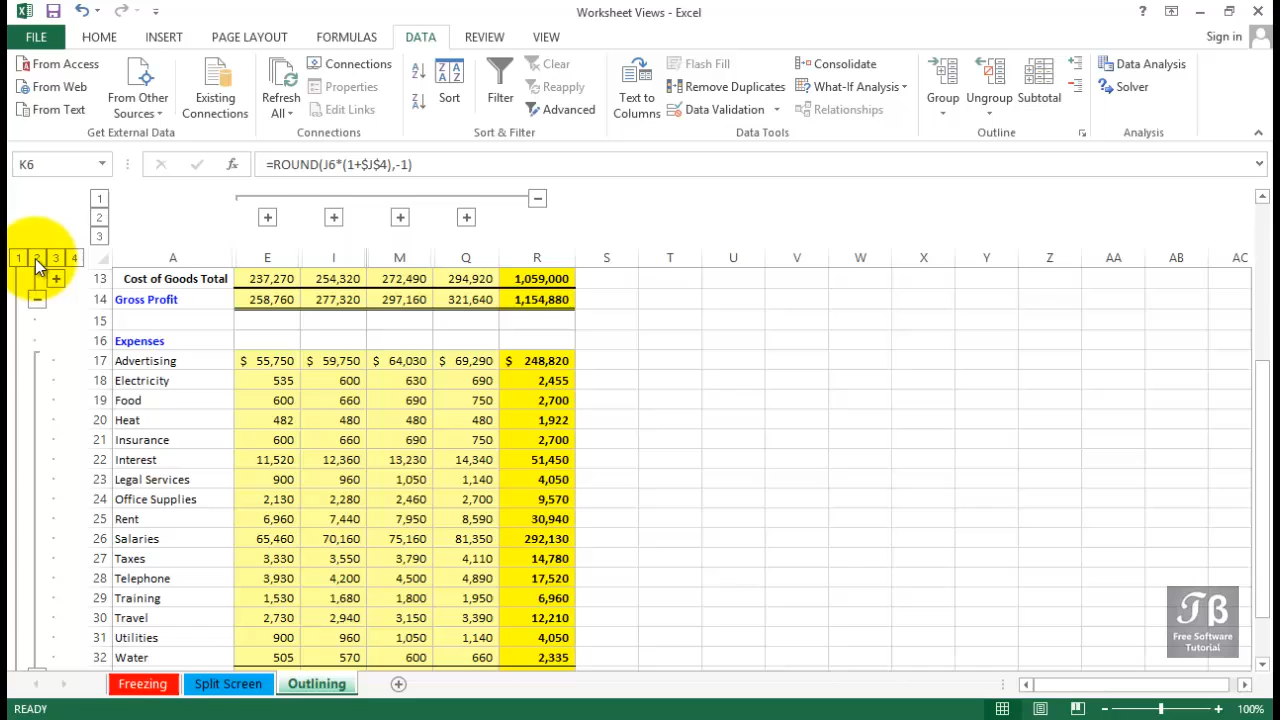 Worksheet Views - Excel
FILE HOME INSERT PAGE LAYOUT FORMULAS DATA REVIEW VIEW Sign in
From Access
From Web
From Text
From Other Sources
Existing Connections
Get External Data
Refresh All
Connections
Properties
Edit Links
Connections
Sort
Filter
Clear
Reapply
Advanced
Sort & Filter
Text to Columns
Flash Fill
Remove Duplicates
Data Validation
Consolidate
What-If Analysis
Relationships
Data Tools
Group
Ungroup
Subtotal
Outline
Data Analysis
Solver
Analysis
K6 =ROUND(J6*(1+$J$4),-1)
1
2
3
1 2 3 4 A E I M Q R S T U V W X Y Z AA AB AC
13 Cost of Goods Total 237,270 254,320 272,490 294,920 1,059,000
14 Gross Profit 258,760 277,320 297,160 321,640 1,154,880
15
16 Expenses
17 Advertising $ 55,750 $ 59,750 $ 64,030 $ 69,290 $ 248,820
18 Electricity 535 600 630 690 2,455
19 Food 600 660 690 750 2,700
20 Heat 482 480 480 480 1,922
21 Insurance 600 660 690 750 2,700
22 Interest 11,520 12,360 13,230 14,340 51,450
23 Legal Services 900 960 1,050 1,140 4,050
24 Office Supplies 2,130 2,280 2,460 2,700 9,570
25 Rent 6,960 7,440 7,950 8,590 30,940
26 Salaries 65,460 70,160 75,160 81,350 292,130
27 Taxes 3,330 3,550 3,790 4,110 14,780
28 Telephone 3,930 4,200 4,500 4,890 17,520
29 Training 1,530 1,680 1,800 1,950 6,960
30 Travel 2,730 2,940 3,150 3,390 12,210
31 Utilities 900 960 1,050 1,140 4,050
32 Water 505 570 600 660 2,335
Tβ
Free Software
Tutorial
Freezing Split Screen Outlining
READY 100%